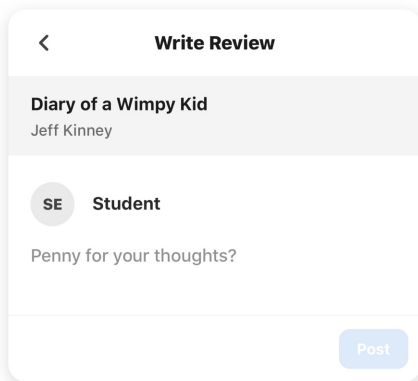 Write Review
Diary of a Wimpy Kid
Jeff Kinney
SE Student
Penny for your thoughts?
Post